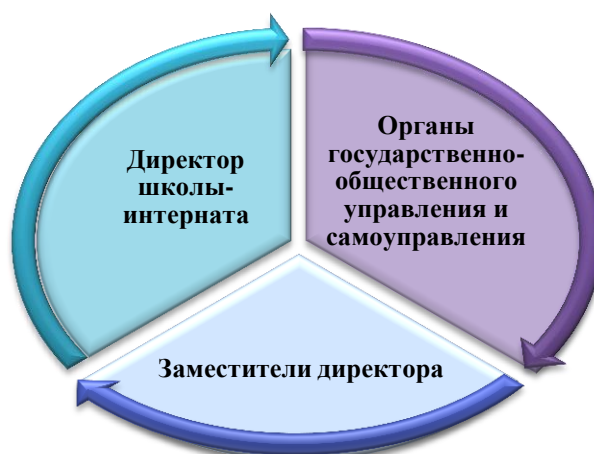 Директор
школы-
интерната
Органы
государственно-
общественного
управления и
самоуправления
Заместители директора